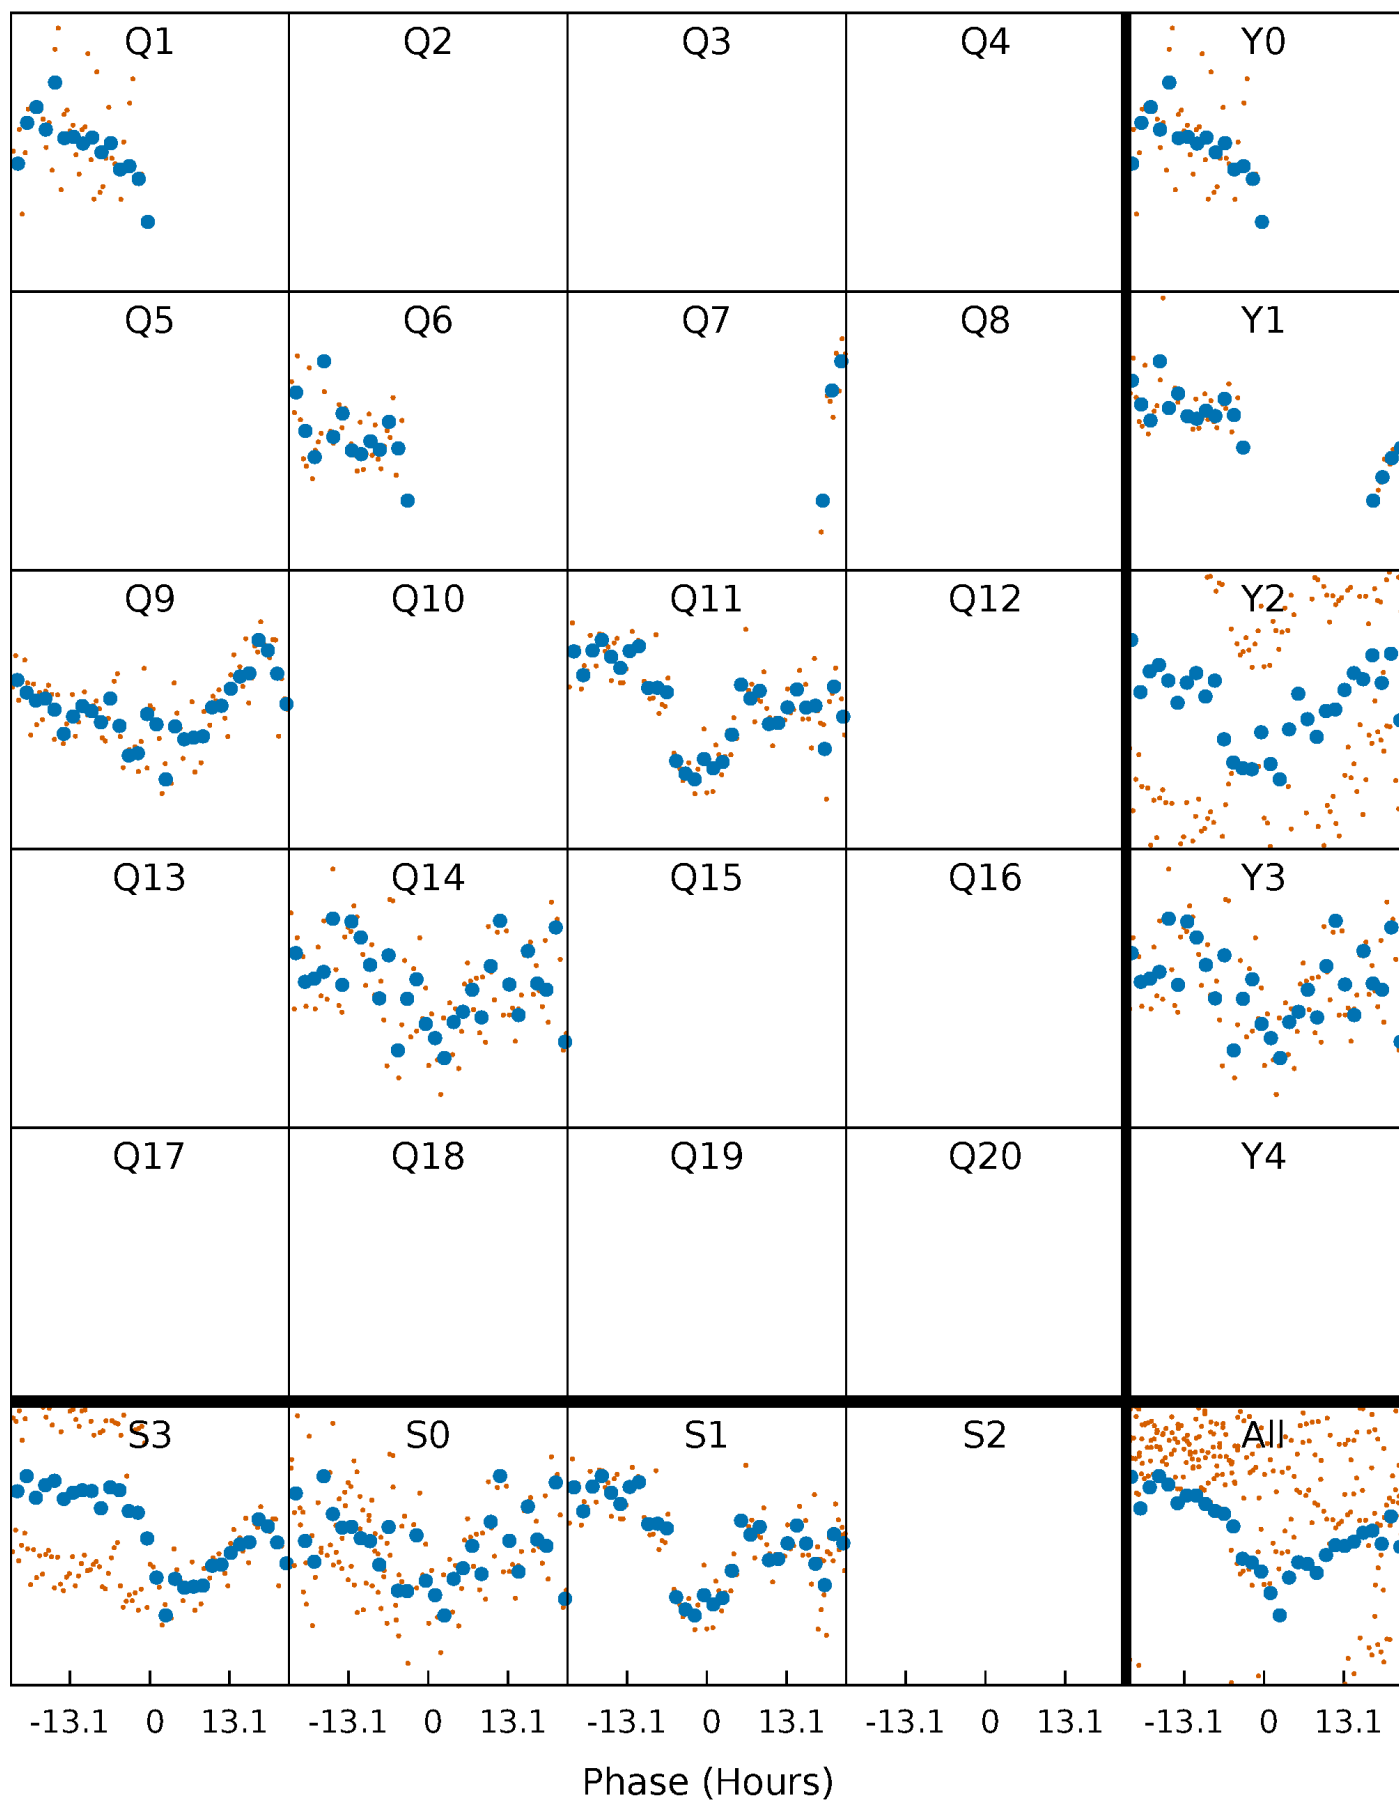 Q1 Q2 Q3 Q4 Y0
Q5 Q6 Q7 Q8 Y1
Q9 Q10 Q11 Q12 Y2
Q13 Q14 Q15 Q16 Y3
Q17 Q18 Q19 Q20 Y4
S3 S0 S1 S2 All
-13.1 0 13.1 -13.1 0 13.1 -13.1 0 13.1 -13.1 0 13.1 -13.1 0 13.1
Phase (Hours)